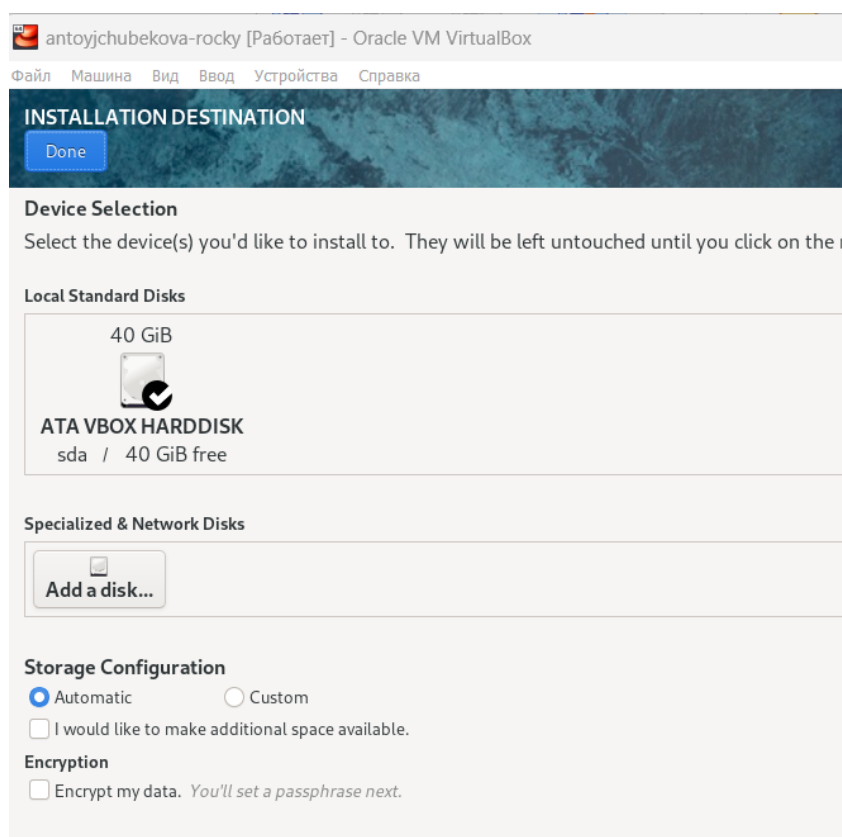 antoyjchubekova-rocky [Работает] - Oracle VM VirtualBox
Файл Машина Вид Ввод Устройства Справка
INSTALLATION DESTINATION
Done
Device Selection
Select the device(s) you'd like to install to. They will be left untouched until you click on the
Local Standard Disks
40 GiB
ATA VBOX HARDDISK
sda / 40 GiB free
Specialized & Network Disks
Add a disk...
Storage Configuration
Automatic Custom
I would like to make additional space available.
Encryption
Encrypt my data. You'll set a passphrase next.